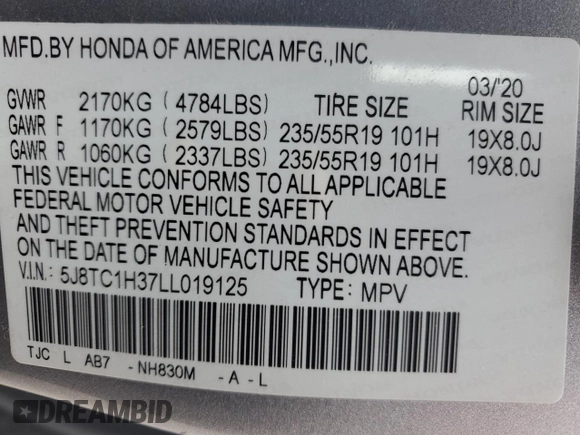 MFD.BY HONDA OF AMERICA MFG.,INC.
03/'20
GVWR 2170KG ( 4784LBS) TIRE SIZE RIM SIZE
GAWR F 1170KG ( 2579LBS) 235/55R19 101H 19X8.0J
GAWR R 1060KG ( 2337LBS) 235/55R19 101H 19X8.0J
THIS VEHICLE CONFORMS TO ALL APPLICABLE
FEDERAL MOTOR VEHICLE SAFETY
AND THEFT PREVENTION STANDARDS IN EFFECT
ON THE DATE OF MANUFACTURE SHOWN ABOVE.
V.I.N.: 5J8TC1H37LL019125 TYPE: MPV
TJC L AB7 -NH830M -A-L
DREAMBID